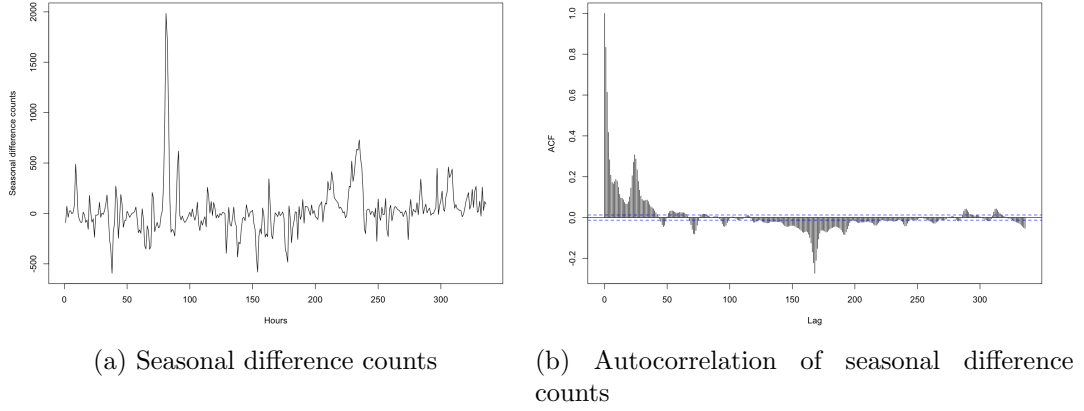 2000
1500
1000
500
0
-500
Seasonal difference counts
0 50 100 150 200 250 300
Hours
(a) Seasonal difference counts
1.0
0.8
0.6
0.4
0.2
0.0
-0.2
ACF
0 50 100 150 200 250 300
Lag
(b) Autocorrelation of seasonal difference
counts